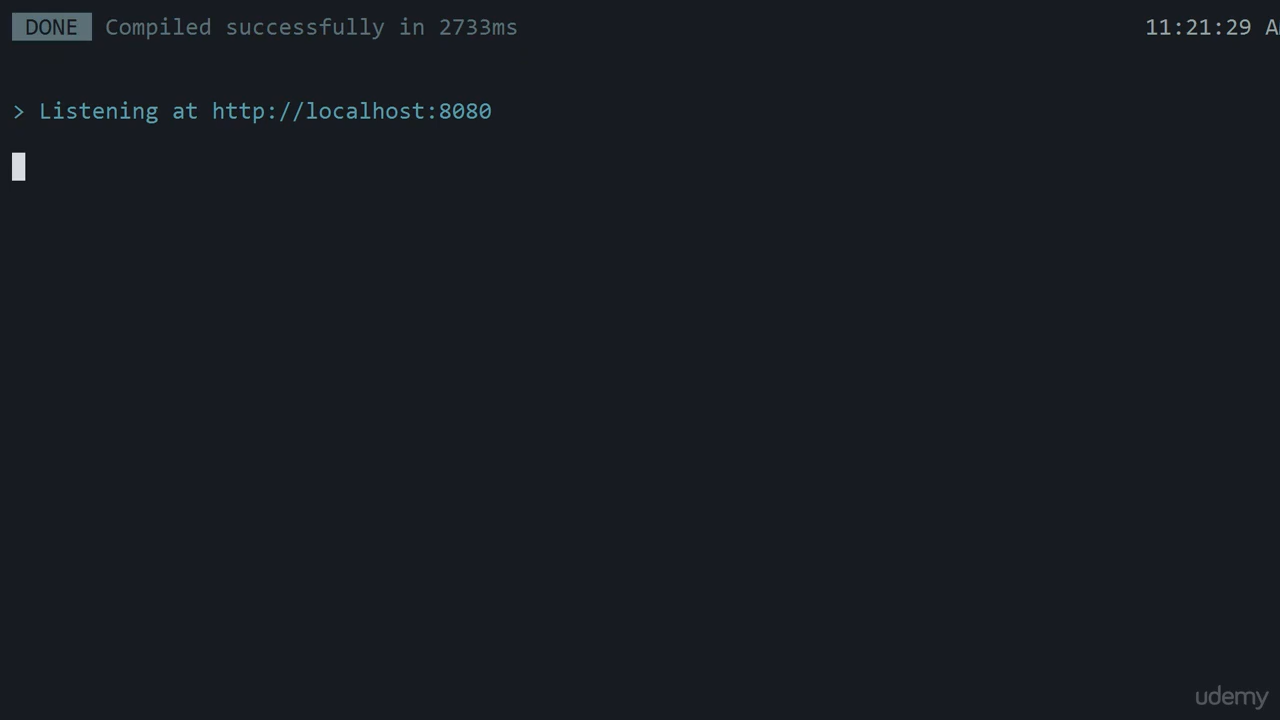 DONE Compiled successfully in 2733ms 11:21:29 A
> Listening at http://localhost:8080
udemy